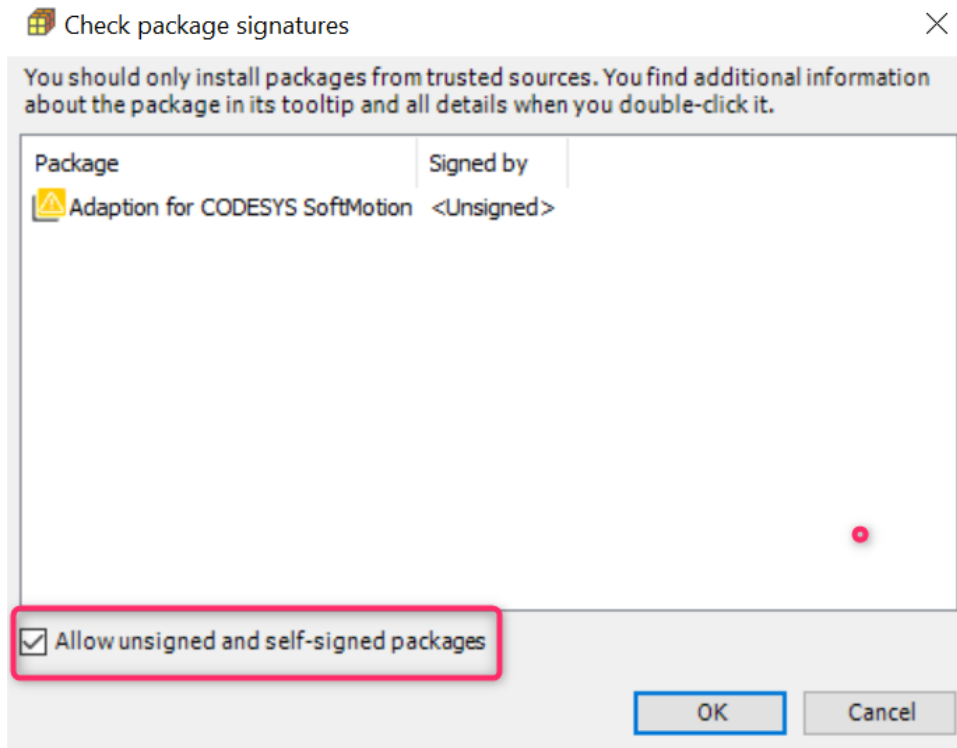 Check package signatures
You should only install packages from trusted sources. You find additional information
about the package in its tooltip and all details when you double-click it.
Package Signed by
Adaption for CODESYS SoftMotion <Unsigned>
Allow unsigned and self-signed packages
OK Cancel